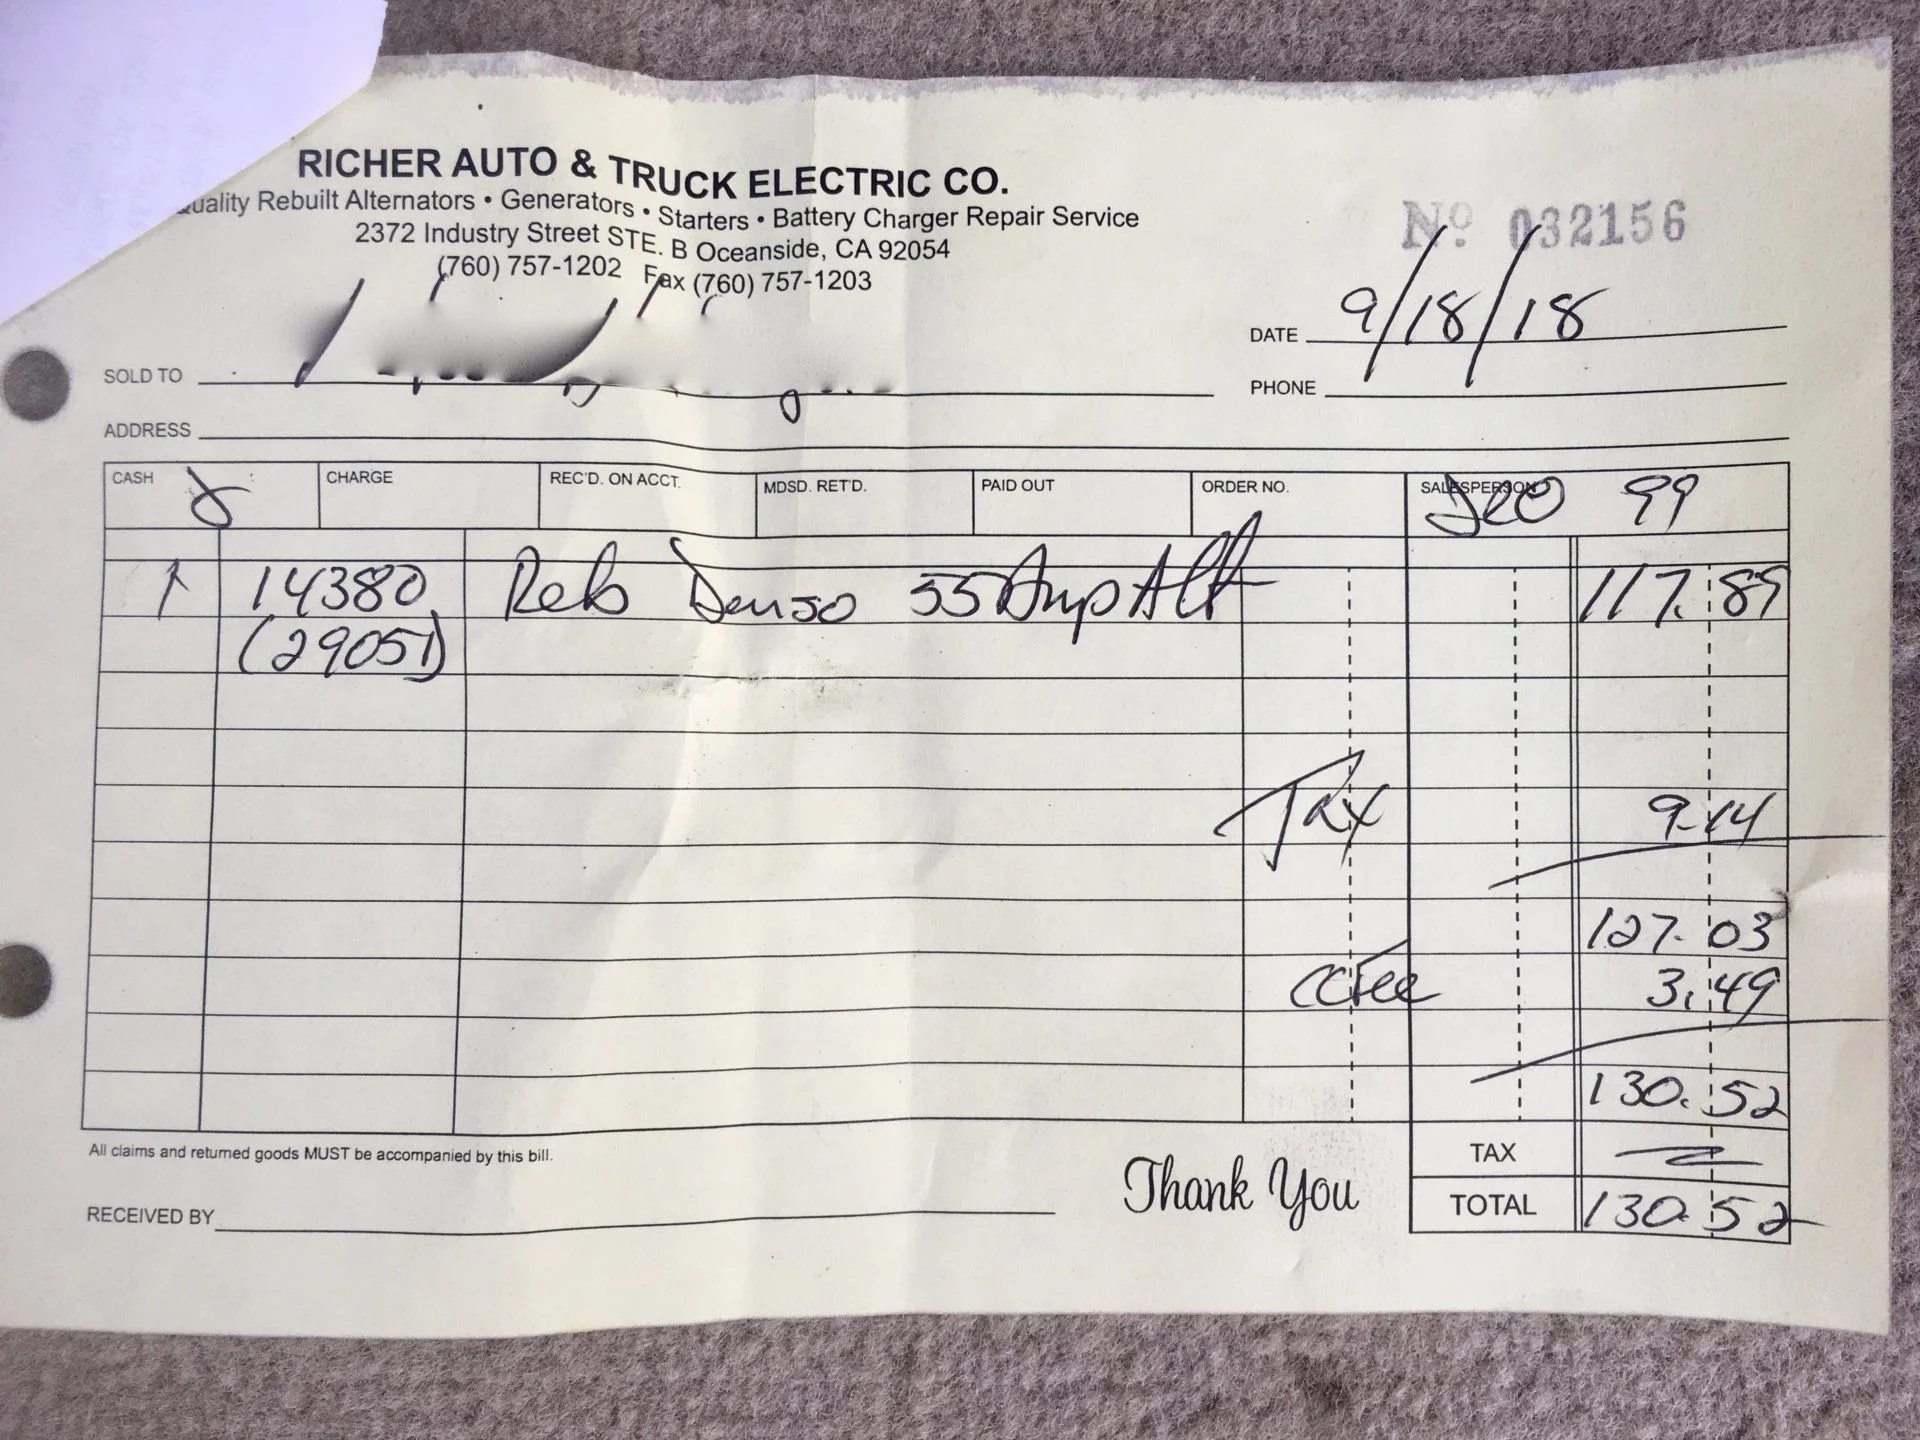 RICHER AUTO & TRUCK ELECTRIC CO.
uality Rebuilt Alternators • Generators • Starters • Battery Charger Repair Service
2372 Industry Street STE. B Oceanside, CA 92054
(760) 757-1202 Fax (760) 757-1203
Nº 032156
DATE 9/18/18
SOLD TO
PHONE
ADDRESS
CASH CHARGE REC'D. ON ACCT. MDSD. RET'D. PAID OUT ORDER NO. SALESPERSON 99
1 14380 Reb Denso 55 Amp Alt 117.89
(29051)
Tax 9.14
127.03
CCFee 3.49
130.52
All claims and returned goods MUST be accompanied by this bill.
TAX
Thank You
TOTAL 130.52
RECEIVED BY